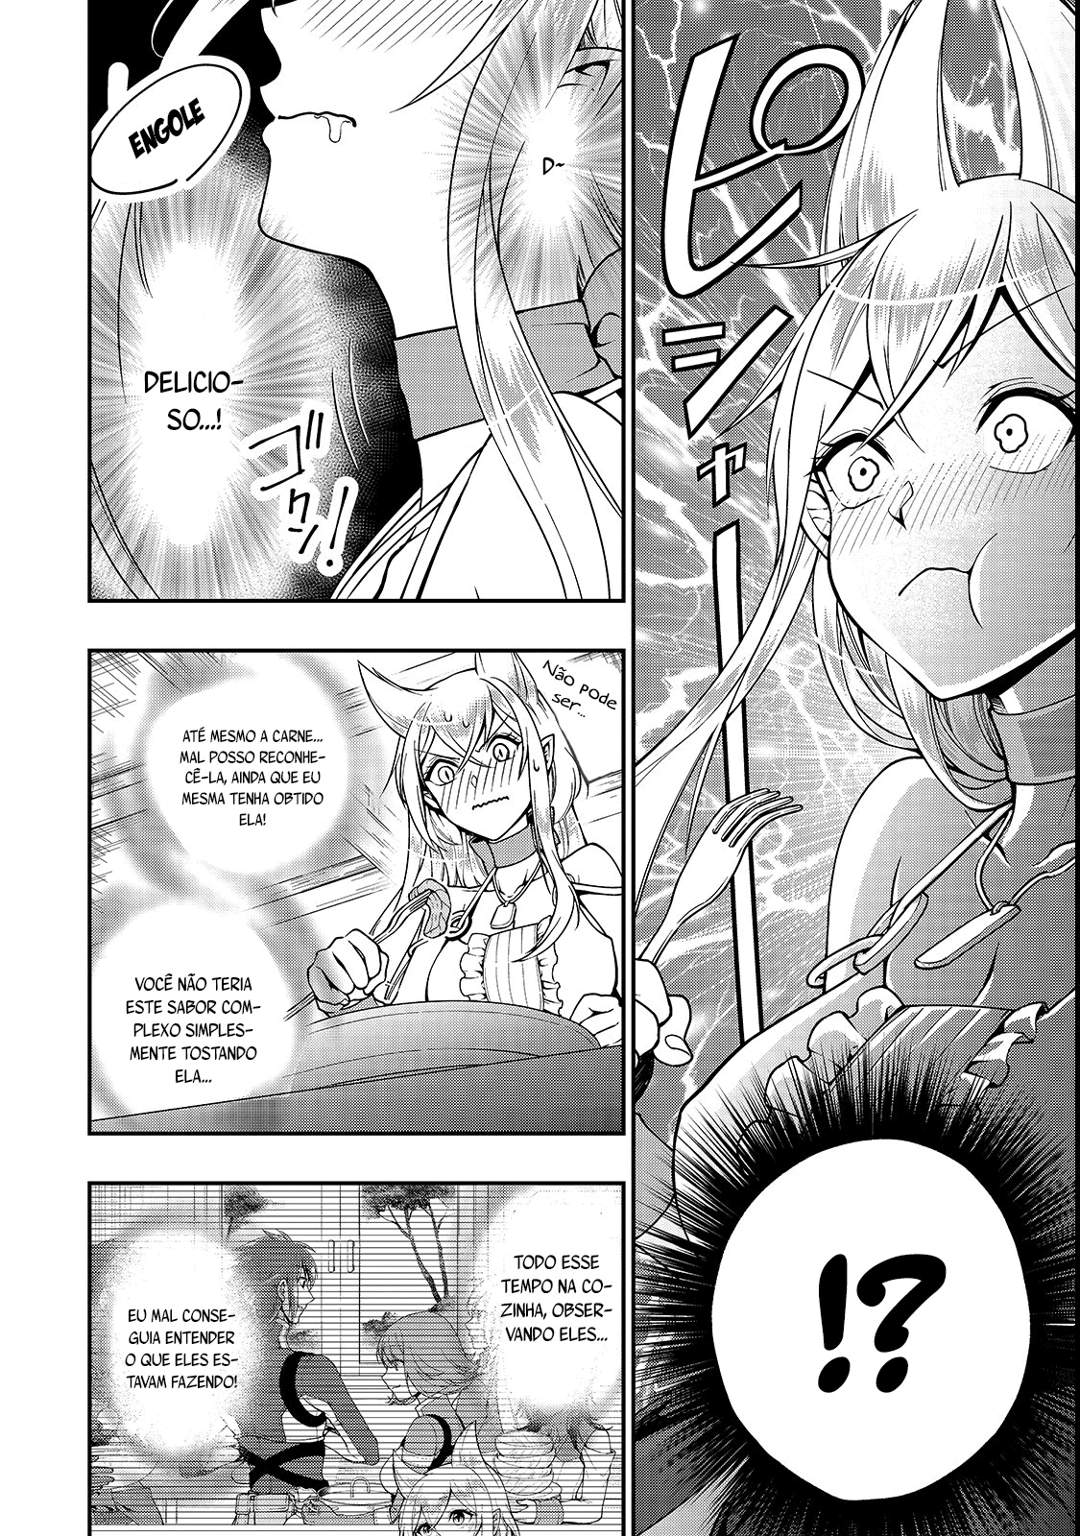 ピシャー
!?
D~
ENGOLE
DELICIO-
SO...!
ゴクン!
Não pode
ser...
ATÉ MESMO A CARNE...
MAL POSSO RECONHE-
CÊ-LA, AINDA QUE EU
MESMA TENHA OBTIDO
ELA!
VOCÊ NÃO TERIA
ESTE SABOR COM-
PLEXO SIMPLES-
MENTE TOSTANDO
ELA...
TODO ESSE
TEMPO NA CO-
ZINHA, OBSER-
VANDO ELES...
EU MAL CONSE-
GUIA ENTENDER
O QUE ELES ES-
TAVAM FAZENDO!